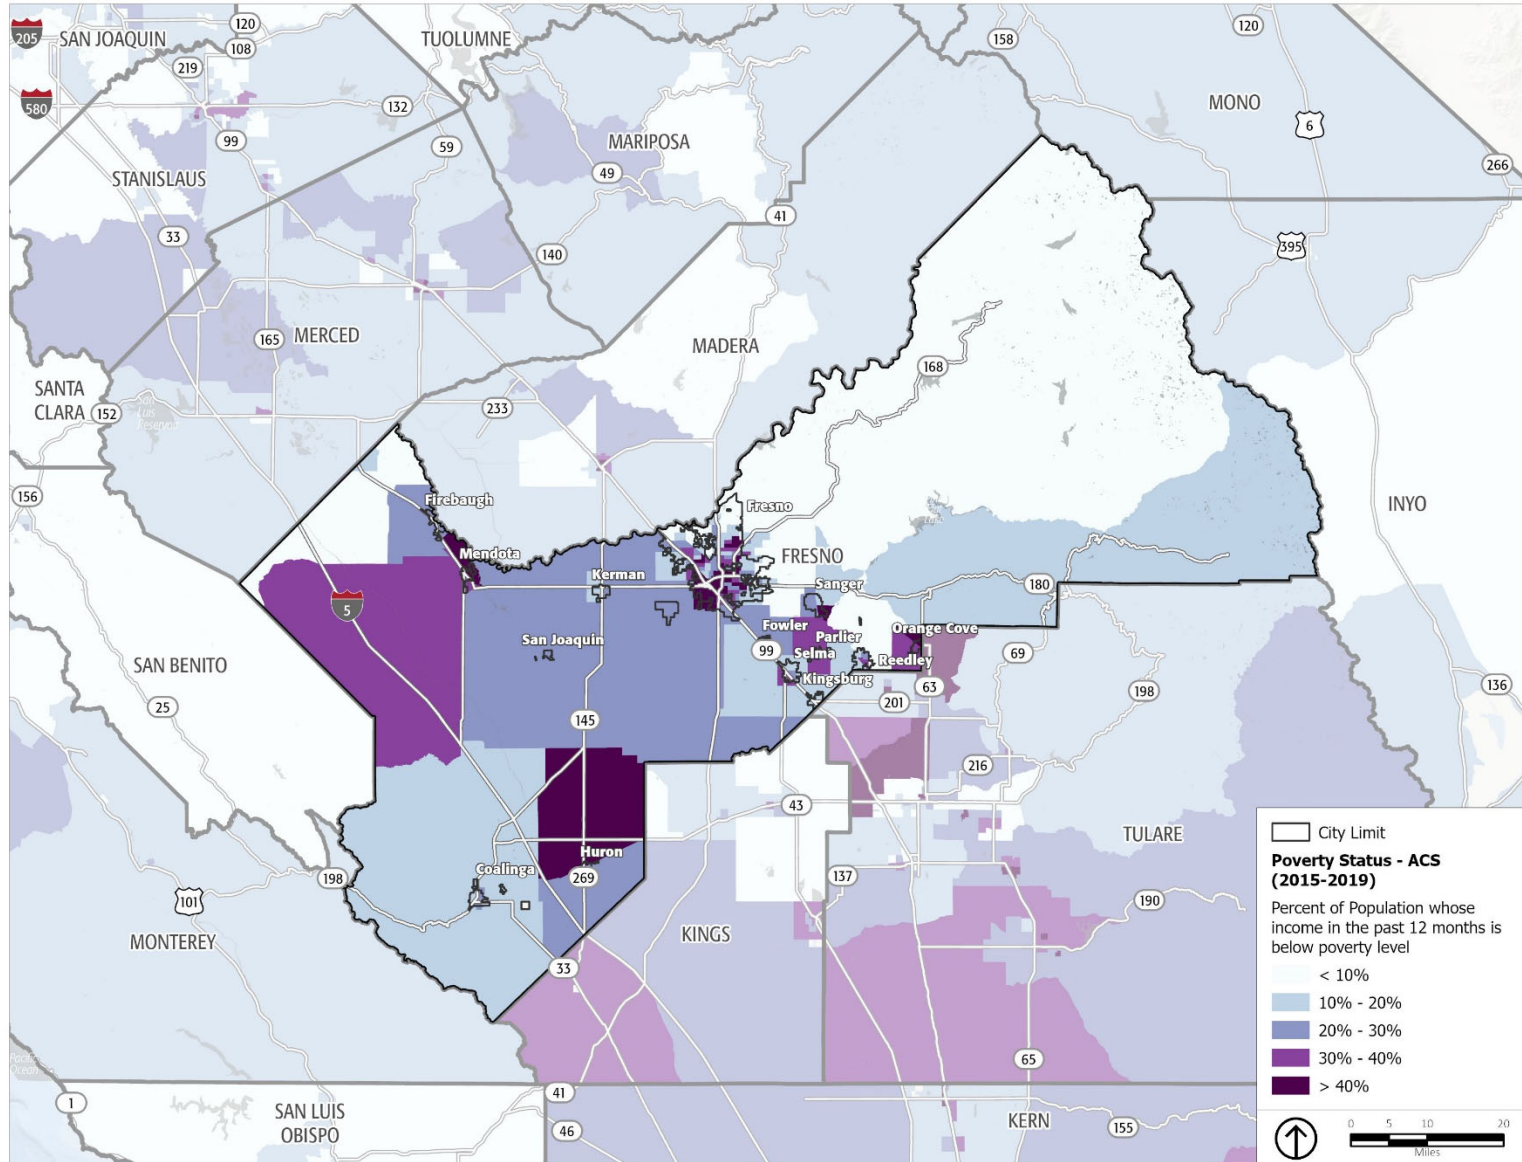 205
SAN JOAQUIN
120
108
219
TUOLUMNE
158
120
580
132
MONO
6
99
59
MARIPOSA
266
STANISLAUS
49
41
33
140
395
MERCED
165
MADERA
168
SANTA
CLARA
152
San
Luis
Reservoir
233
156
INYO
Firebaugh
Fresno
Mendota
FRESNO
Kerman
Sanger
180
5
Fowler
Orange Cove
San Joaquin
Parlier
99
Selma
Reedley
69
SAN BENITO
Kingsburg
63
198
136
25
201
145
216
43
TULARE
Huron
Coalinga
198
269
137
101
190
MONTEREY
KINGS
33
65
Pacific
Ocean
41
1
SAN LUIS
OBISPO
46
KERN
155
City Limit
Poverty Status - ACS
(2015-2019)
Percent of Population whose
income in the past 12 months is
below poverty level
< 10%
10% - 20%
20% - 30%
30% - 40%
> 40%
0 5 10 20
Miles